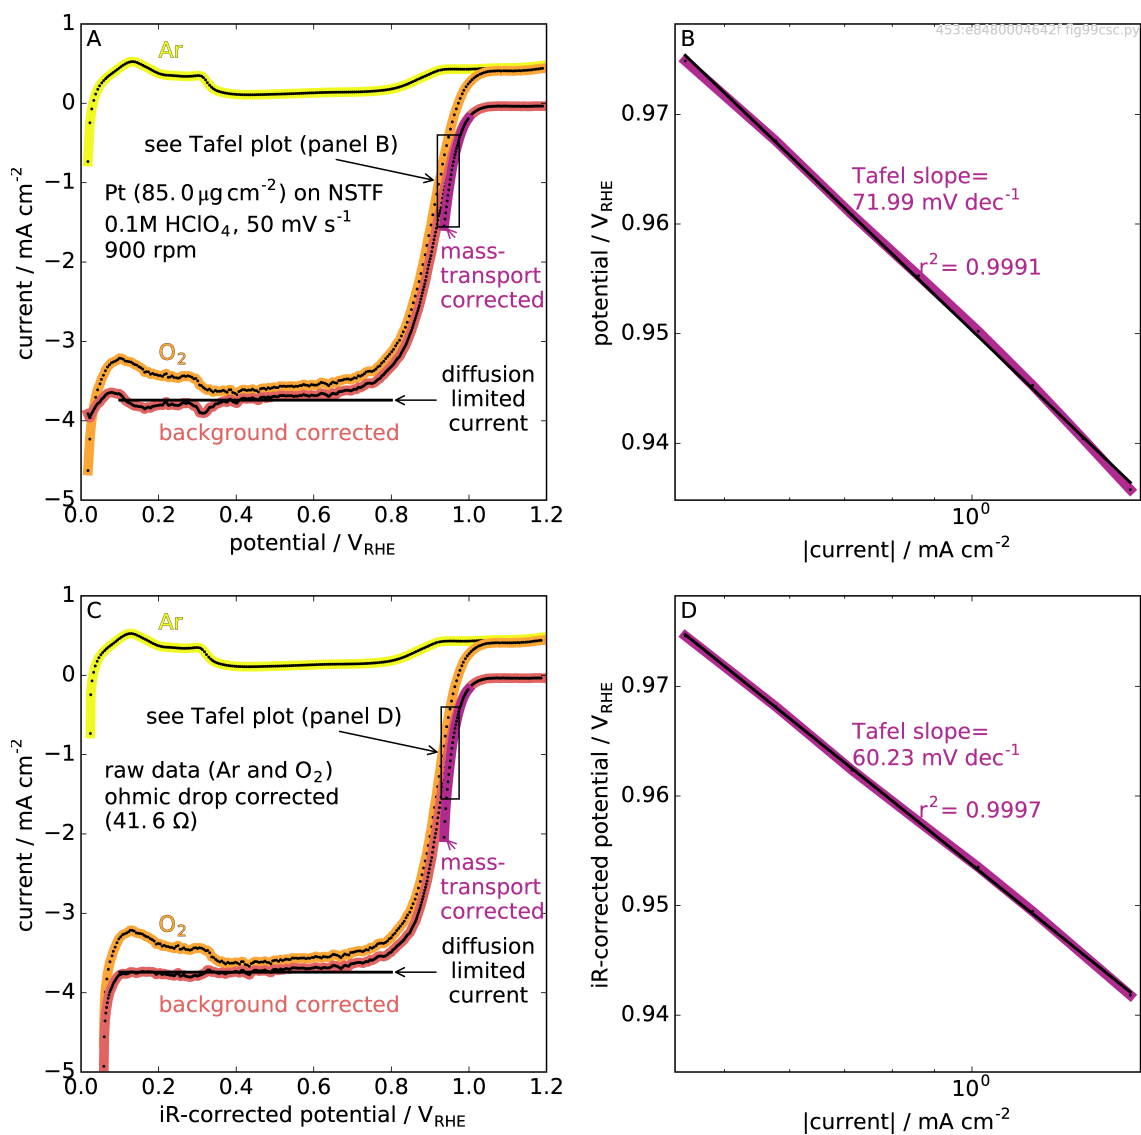 A
Ar
see Tafel plot (panel B)
Pt (85.0 μg cm⁻²) on NSTF
0.1M HClO₄, 50 mV s⁻¹
900 rpm
mass-
transport
corrected
O₂
diffusion
limited
current
background corrected
1
0
−1
−2
−3
−4
−5
current / mA cm⁻²
0.0 0.2 0.4 0.6 0.8 1.0 1.2
potential / V_RHE
453:e8480004642f fig99csc.py
B
Tafel slope=
71.99 mV dec⁻¹
r² = 0.9991
0.97
0.96
0.95
0.94
potential / V_RHE
10⁰
|current| / mA cm⁻²
C
Ar
see Tafel plot (panel D)
raw data (Ar and O₂)
ohmic drop corrected
(41.6 Ω)
mass-
transport
corrected
O₂
diffusion
limited
current
background corrected
1
0
−1
−2
−3
−4
−5
current / mA cm⁻²
0.0 0.2 0.4 0.6 0.8 1.0 1.2
iR-corrected potential / V_RHE
D
Tafel slope=
60.23 mV dec⁻¹
r² = 0.9997
0.97
0.96
0.95
0.94
iR-corrected potential / V_RHE
10⁰
|current| / mA cm⁻²